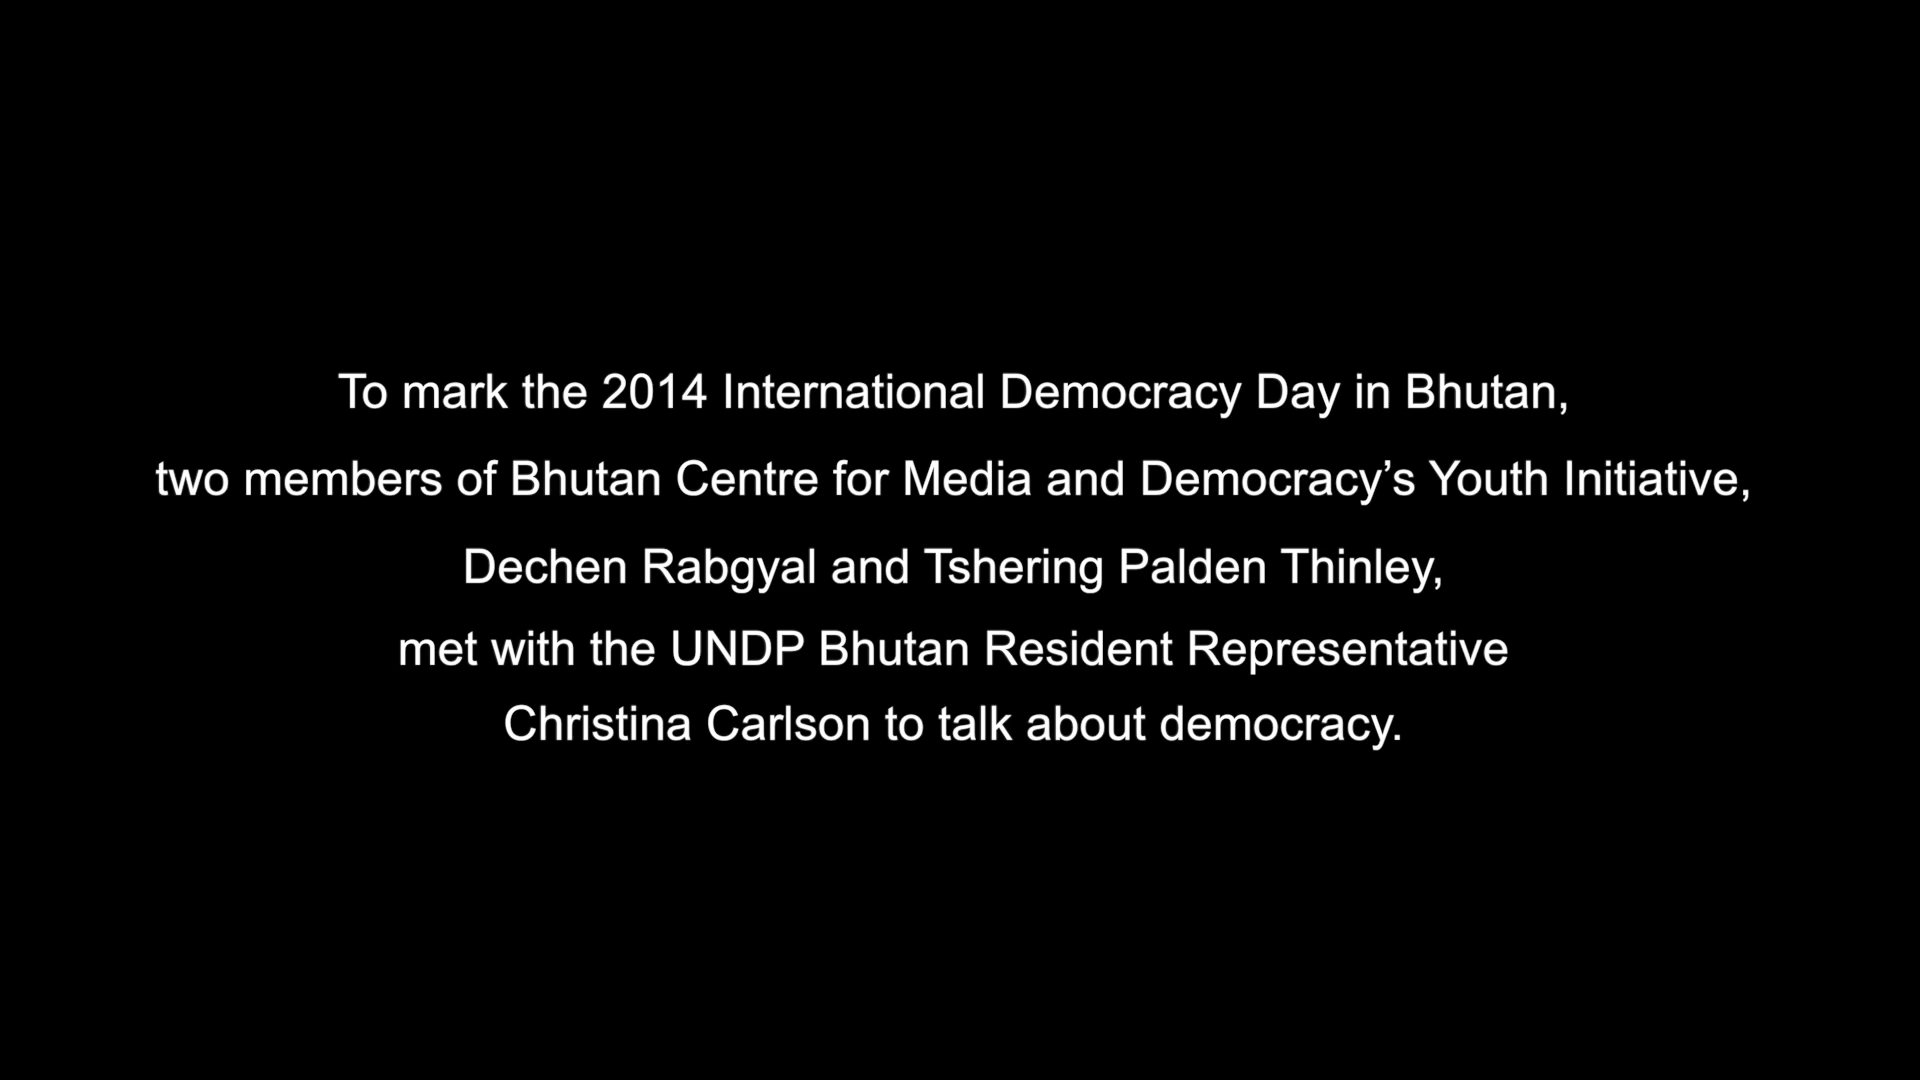 To mark the 2014 International Democracy Day in Bhutan,
two members of Bhutan Centre for Media and Democracy’s Youth Initiative,
Dechen Rabgyal and Tshering Palden Thinley,
met with the UNDP Bhutan Resident Representative
Christina Carlson to talk about democracy.